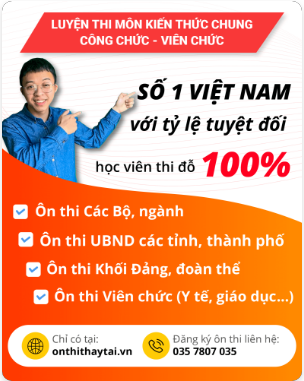 LUYỆN THI MÔN KIẾN THỨC CHUNG
CÔNG CHỨC - VIÊN CHỨC
SỐ 1 VIỆT NAM
với tỷ lệ tuyệt đối
học viên thi đỗ 100%
Ôn thi Các Bộ, ngành
Ôn thi UBND các tỉnh, thành phố
Ôn thi Khối Đảng, đoàn thể
Ôn thi Viên chức (Y tế, giáo dục...)
Chỉ có tại:
onthithaytai.vn
Đăng ký ôn thi liên hệ:
035 7807 035